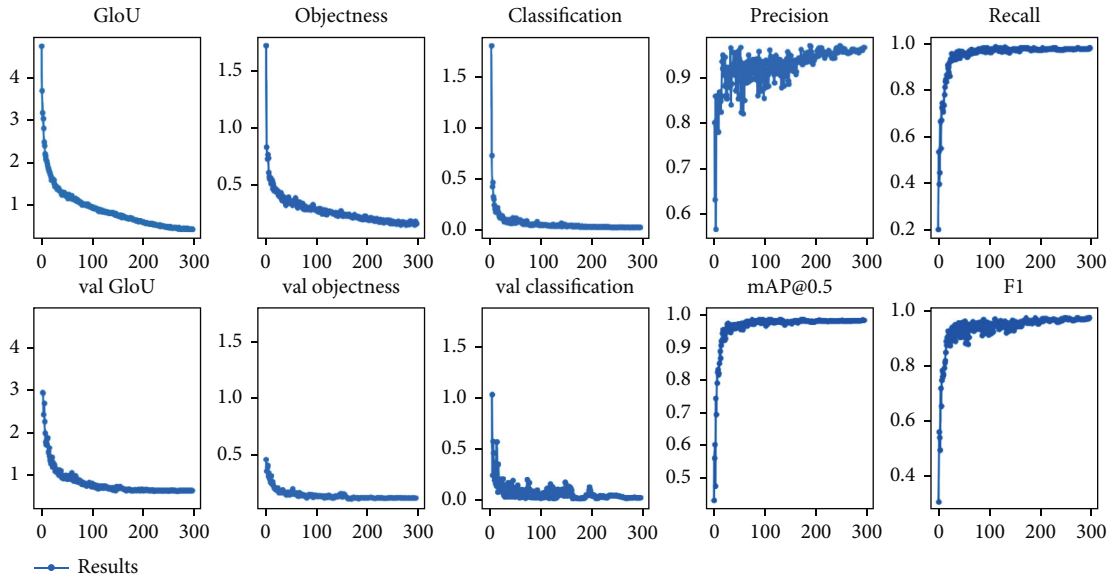 GIoU Objectness Classification Precision Recall
4 3 2 1
1.5 1.0 0.5
1.5 1.0 0.5 0.0
0.9 0.8 0.7 0.6
1.0 0.8 0.6 0.4 0.2
0 100 200 300 0 100 200 300 0 100 200 300 0 100 200 300 0 100 200 300
val GIoU val objectness val classification mAP@0.5 F1
4 3 2 1
1.5 1.0 0.5
1.5 1.0 0.5 0.0
1.0 0.9 0.8 0.7 0.6 0.5
1.0 0.8 0.6 0.4
0 100 200 300 0 100 200 300 0 100 200 300 0 100 200 300 0 100 200 300
Results